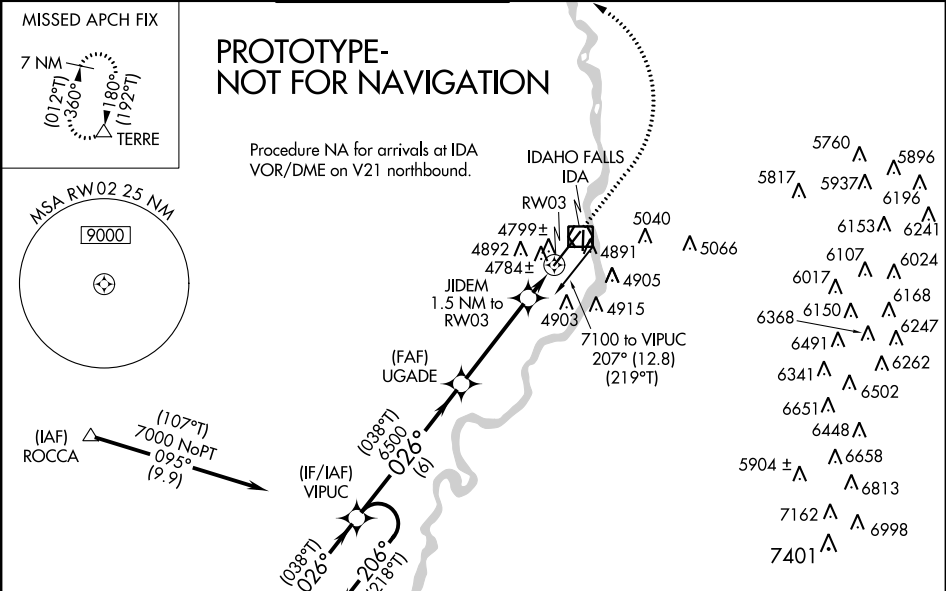 MISSED APCH FIX
7 NM
(012°T)
360°
180°
(192°T)
TERRE
PROTOTYPE-
NOT FOR NAVIGATION
Procedure NA for arrivals at IDA
VOR/DME on V21 northbound.
MSA RW02 25 NM
9000
IDAHO FALLS
IDA
RW03
4799±
4892
4784±
4891
5040
5066
4905
4903
4915
JIDEM
1.5 NM to
RW03
7100 to VIPUC
207° (12.8)
(219°T)
(FAF)
UGADE
(038°T)
6500
026°
(6)
(IAF)
ROCCA
(107°T)
7000 NoPT
095°
(9.9)
(IF/IAF)
VIPUC
(038°T)
026°
206°
(218°T)
5760
5896
5817
5937
6196
6153
6241
6107
6024
6017
6150
6168
6368
6247
6491
6262
6341
6502
6651
6448
6658
5904 ±
6813
7162
6998
7401